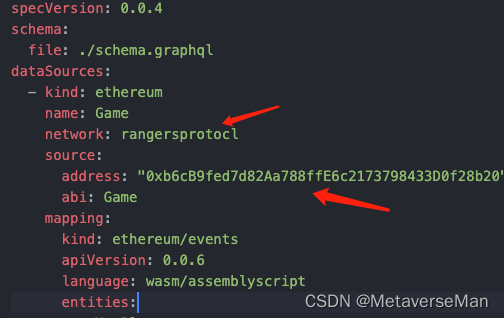 specVersion: 0.0.4
schema:
  file: ./schema.graphql
dataSources:
  - kind: ethereum
    name: Game
    network: rangersprotocl
    source:
      address: "0xb6cB9fed7d82Aa788ffE6c2173798433D0f28b20"
      abi: Game
    mapping:
      kind: ethereum/events
      apiVersion: 0.0.6
      language: wasm/assemblyscript
      entities:
CSDN @MetaverseMan